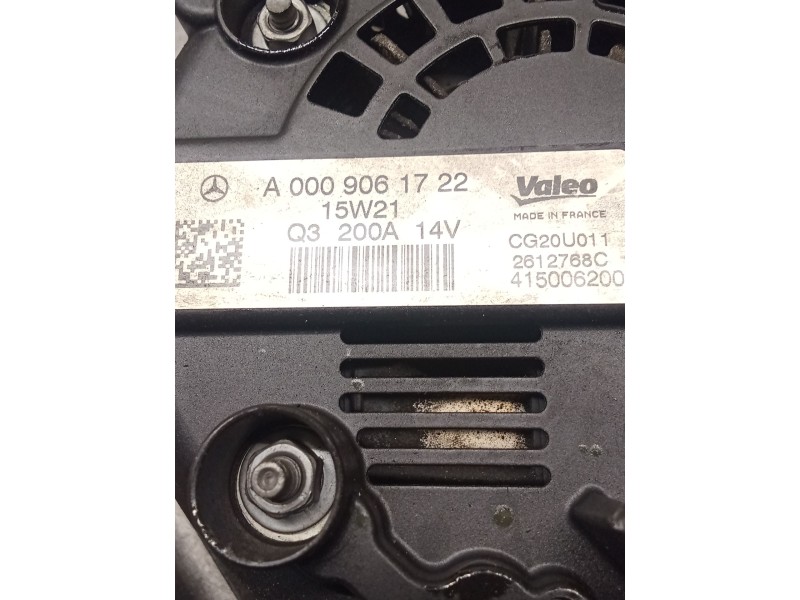 A 000 906 17 22
15W21
Q3 200A 14V
Valeo
MADE IN FRANCE
CG20U011
2612768C
415006200